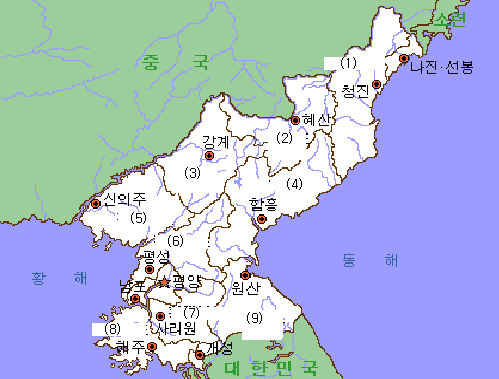 소련
중 국
(1)
나진·선봉
청진
혜산
(2)
강계
(3)
(4)
신의주
(5)
함흥
(6)
평성
동 해
황 해
평양
남포
원산
(7)
(9)
사리원
(8)
해주
개성
대한민국